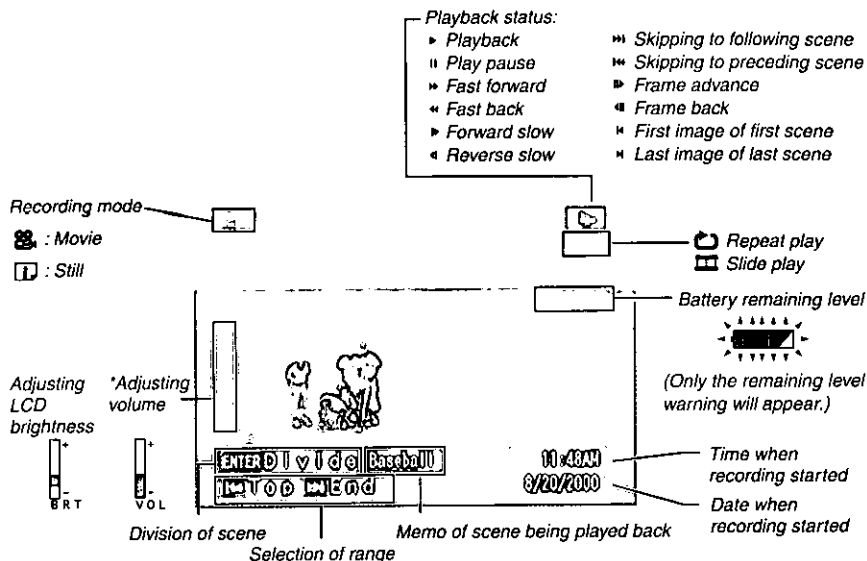 Playback status:
Playback
Play pause
Fast forward
Fast back
Forward slow
Reverse slow
Skipping to following scene
Skipping to preceding scene
Frame advance
Frame back
First image of first scene
Last image of last scene
Recording mode
: Movie
: Still
Repeat play
Slide play
Battery remaining level
(Only the remaining level
warning will appear.)
Adjusting
LCD
brightness
*Adjusting
volume
+
-
BRT
+
-
VOL
ENTER Divide
Baseball
Top End
11:48AM
8/20/2000
Time when
recording started
Date when
recording started
Division of scene
Selection of range
Memo of scene being played back